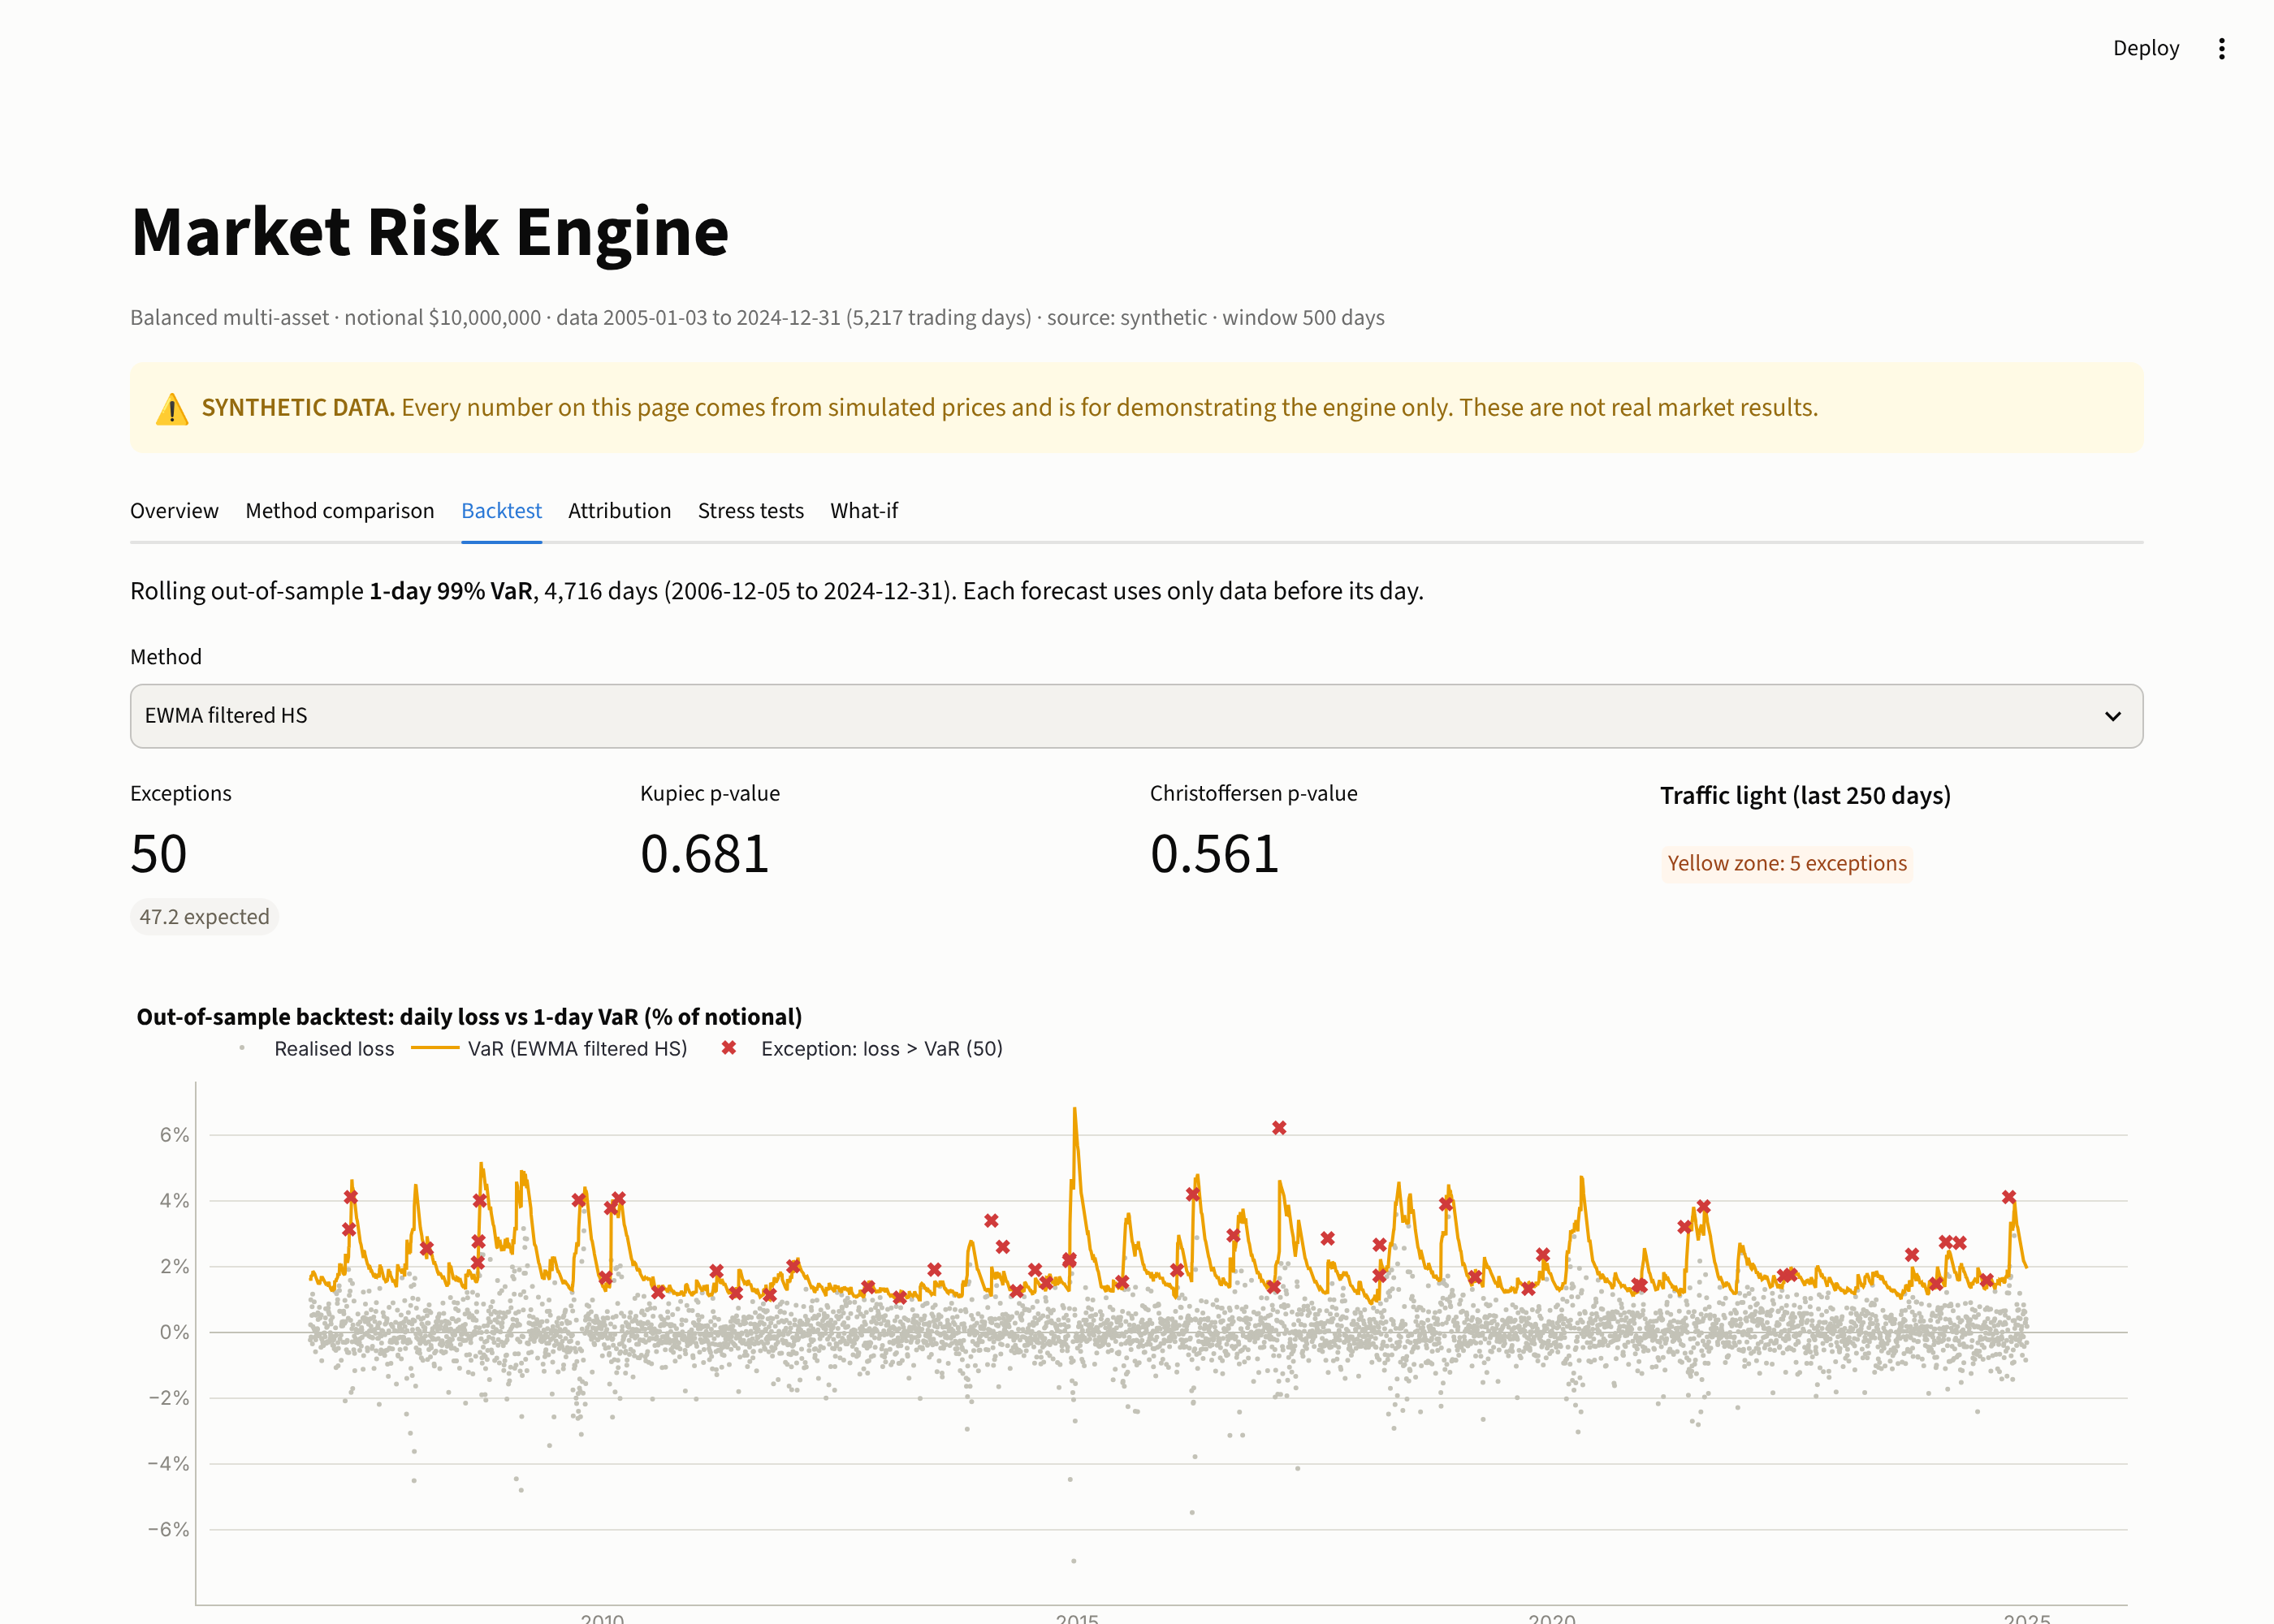 Deploy
Market Risk Engine
Balanced multi-asset · notional $10,000,000 · data 2005-01-03 to 2024-12-31 (5,217 trading days) · source: synthetic · window 500 days
SYNTHETIC DATA. Every number on this page comes from simulated prices and is for demonstrating the engine only. These are not real market results.
Overview Method comparison Backtest Attribution Stress tests What-if
Rolling out-of-sample 1-day 99% VaR, 4,716 days (2006-12-05 to 2024-12-31). Each forecast uses only data before its day.
Method
EWMA filtered HS
Exceptions Kupiec p-value Christoffersen p-value Traffic light (last 250 days)
50 0.681 0.561 Yellow zone: 5 exceptions
47.2 expected
Out-of-sample backtest: daily loss vs 1-day VaR (% of notional)
Realised loss VaR (EWMA filtered HS) Exception: loss > VaR (50)
6%
4%
2%
0%
−2%
−4%
−6%
2010 2015 2020 2025